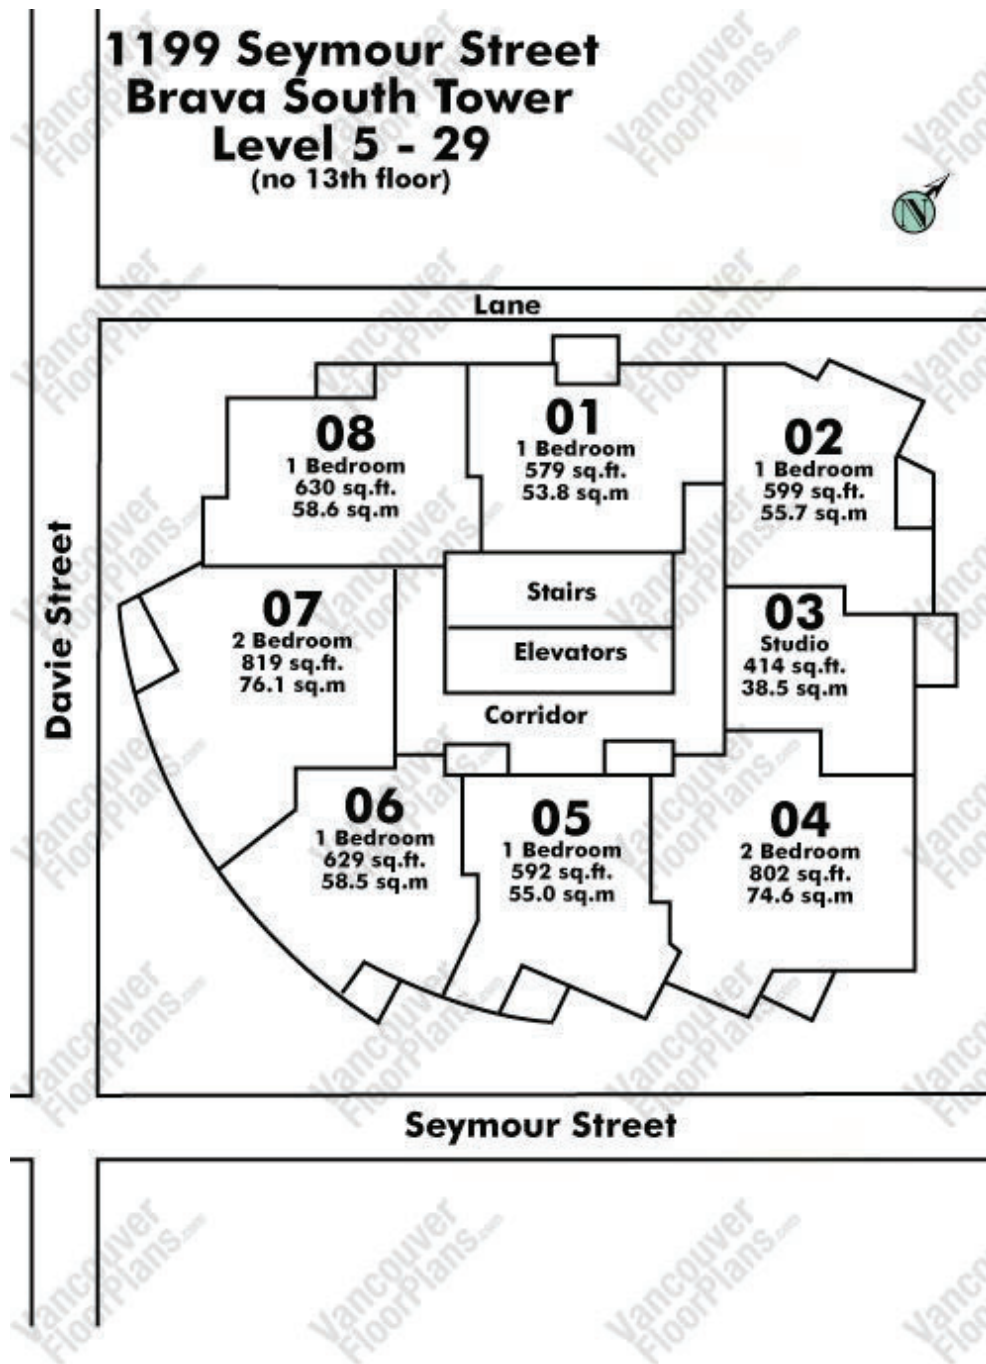 1199 Seymour Street
Brava South Tower
Level 5 - 29
(no 13th floor)
N
Lane
08
1 Bedroom
630 sq.ft.
58.6 sq.m
01
1 Bedroom
579 sq.ft.
53.8 sq.m
02
1 Bedroom
599 sq.ft.
55.7 sq.m
Davie Street
07
2 Bedroom
819 sq.ft.
76.1 sq.m
Stairs
Elevators
Corridor
03
Studio
414 sq.ft.
38.5 sq.m
06
1 Bedroom
629 sq.ft.
58.5 sq.m
05
1 Bedroom
592 sq.ft.
55.0 sq.m
04
2 Bedroom
802 sq.ft.
74.6 sq.m
Seymour Street
Vancouver
FloorPlans.com